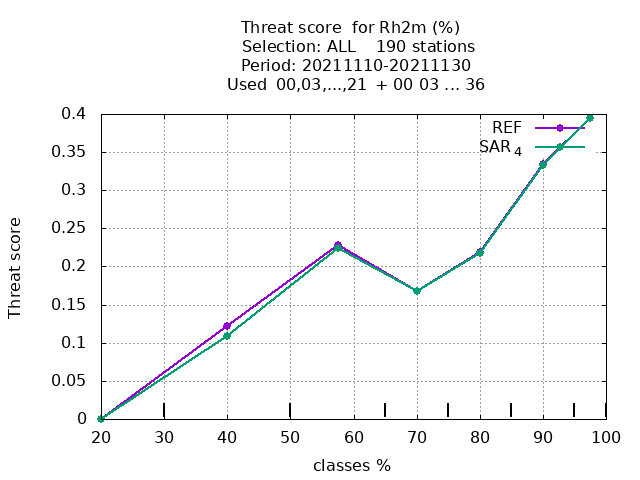 Threat score  for Rh2m (%)
Selection: ALL    190 stations
Period: 20211110-20211130
Used  00,03,...,21  + 00 03 ... 36
0.4
REF
SAR 4
0.35
0.3
0.25
0.2
0.15
0.1
0.05
0
Threat score
20 30 40 50 60 70 80 90 100
classes %